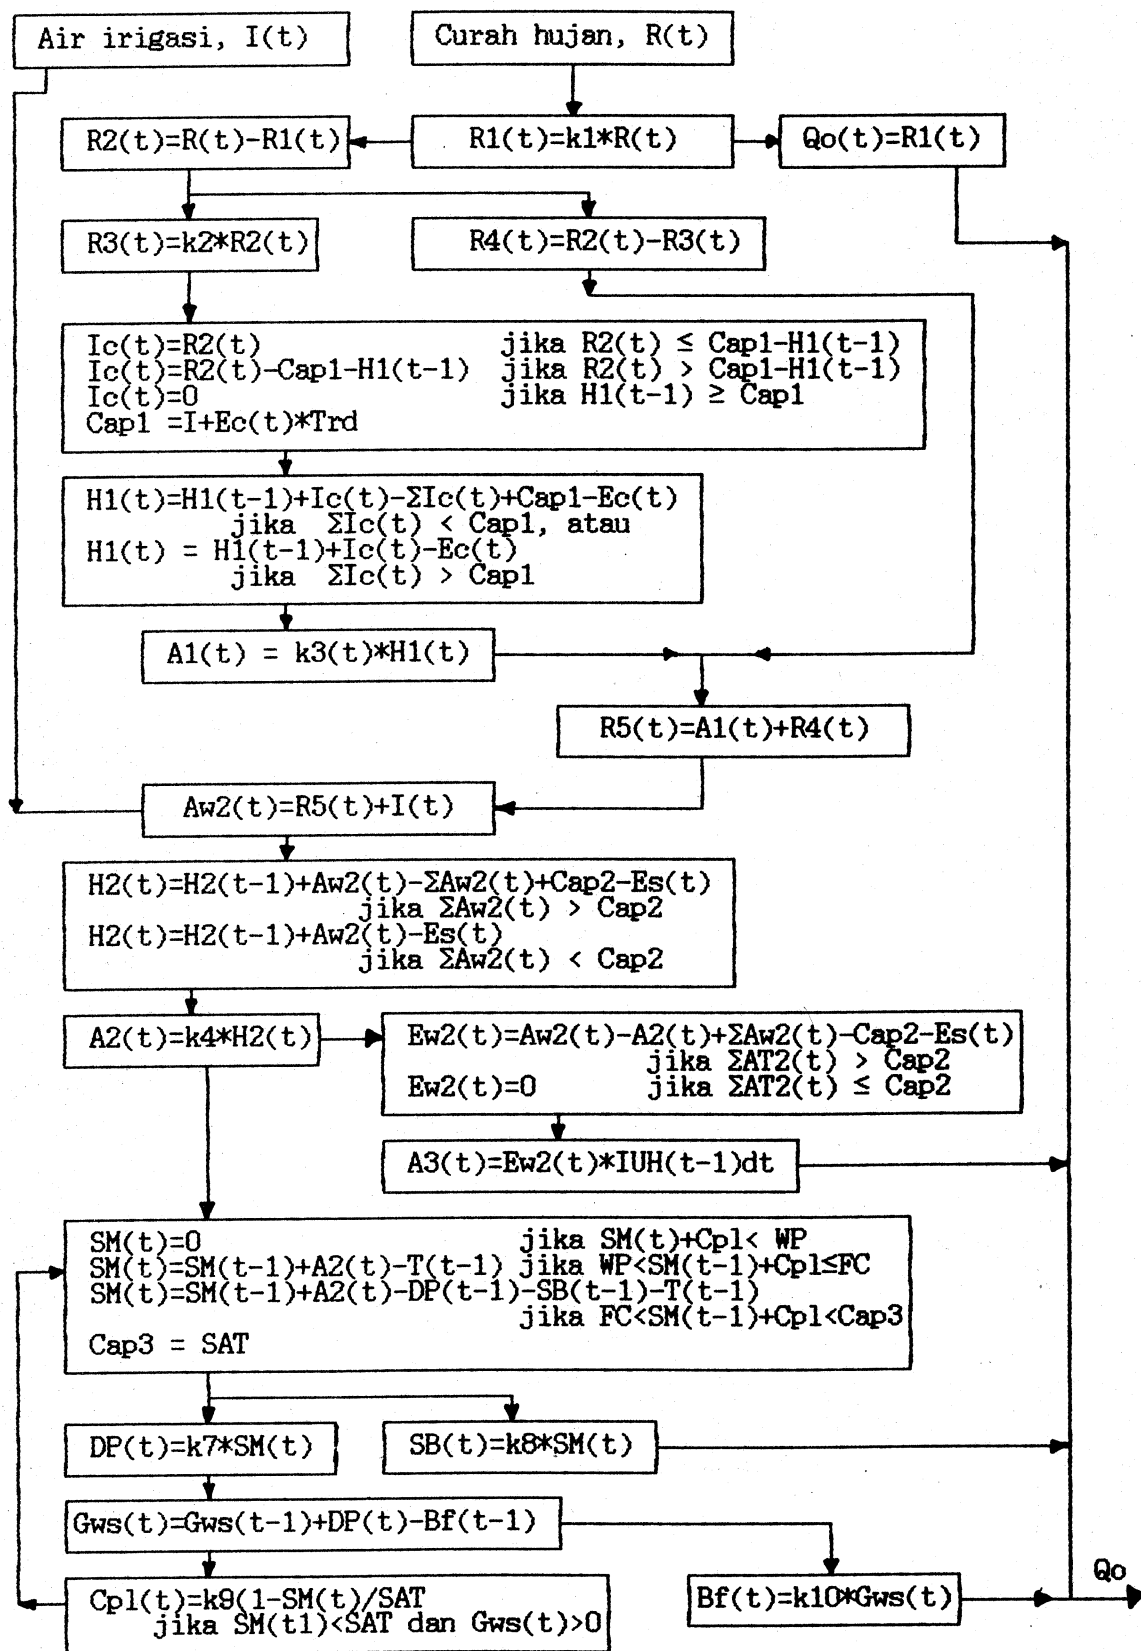 Air irigasi, I(t)
Curah hujan, R(t)
R2(t)=R(t)-R1(t)
R1(t)=k1*R(t)
Qo(t)=R1(t)
R3(t)=k2*R2(t)
R4(t)=R2(t)-R3(t)
Ic(t)=R2(t) jika R2(t) ≤ Cap1-H1(t-1)
Ic(t)=R2(t)-Cap1-H1(t-1) jika R2(t) > Cap1-H1(t-1)
Ic(t)=0 jika H1(t-1) ≥ Cap1
Cap1 =I+Ec(t)*Trd
H1(t)=H1(t-1)+Ic(t)-ΣIc(t)+Cap1-Ec(t)
jika ΣIc(t) < Cap1, atau
H1(t) = H1(t-1)+Ic(t)-Ec(t)
jika ΣIc(t) > Cap1
A1(t) = k3(t)*H1(t)
R5(t)=A1(t)+R4(t)
Aw2(t)=R5(t)+I(t)
H2(t)=H2(t-1)+Aw2(t)-ΣAw2(t)+Cap2-Es(t)
jika ΣAw2(t) > Cap2
H2(t)=H2(t-1)+Aw2(t)-Es(t)
jika ΣAw2(t) < Cap2
A2(t)=k4*H2(t)
Ew2(t)=Aw2(t)-A2(t)+ΣAw2(t)-Cap2-Es(t)
jika ΣAT2(t) > Cap2
Ew2(t)=0 jika ΣAT2(t) ≤ Cap2
A3(t)=Ew2(t)*IUH(t-1)dt
SM(t)=0 jika SM(t)+Cpl< WP
SM(t)=SM(t-1)+A2(t)-T(t-1) jika WP<SM(t-1)+Cpl≤FC
SM(t)=SM(t-1)+A2(t)-DP(t-1)-SB(t-1)-T(t-1)
jika FC<SM(t-1)+Cpl<Cap3
Cap3 = SAT
DP(t)=k7*SM(t)
SB(t)=k8*SM(t)
Gws(t)=Gws(t-1)+DP(t)-Bf(t-1)
Cpl(t)=k9(1-SM(t)/SAT
jika SM(t1)<SAT dan Gws(t)>0
Bf(t)=k10*Gws(t)
Qo